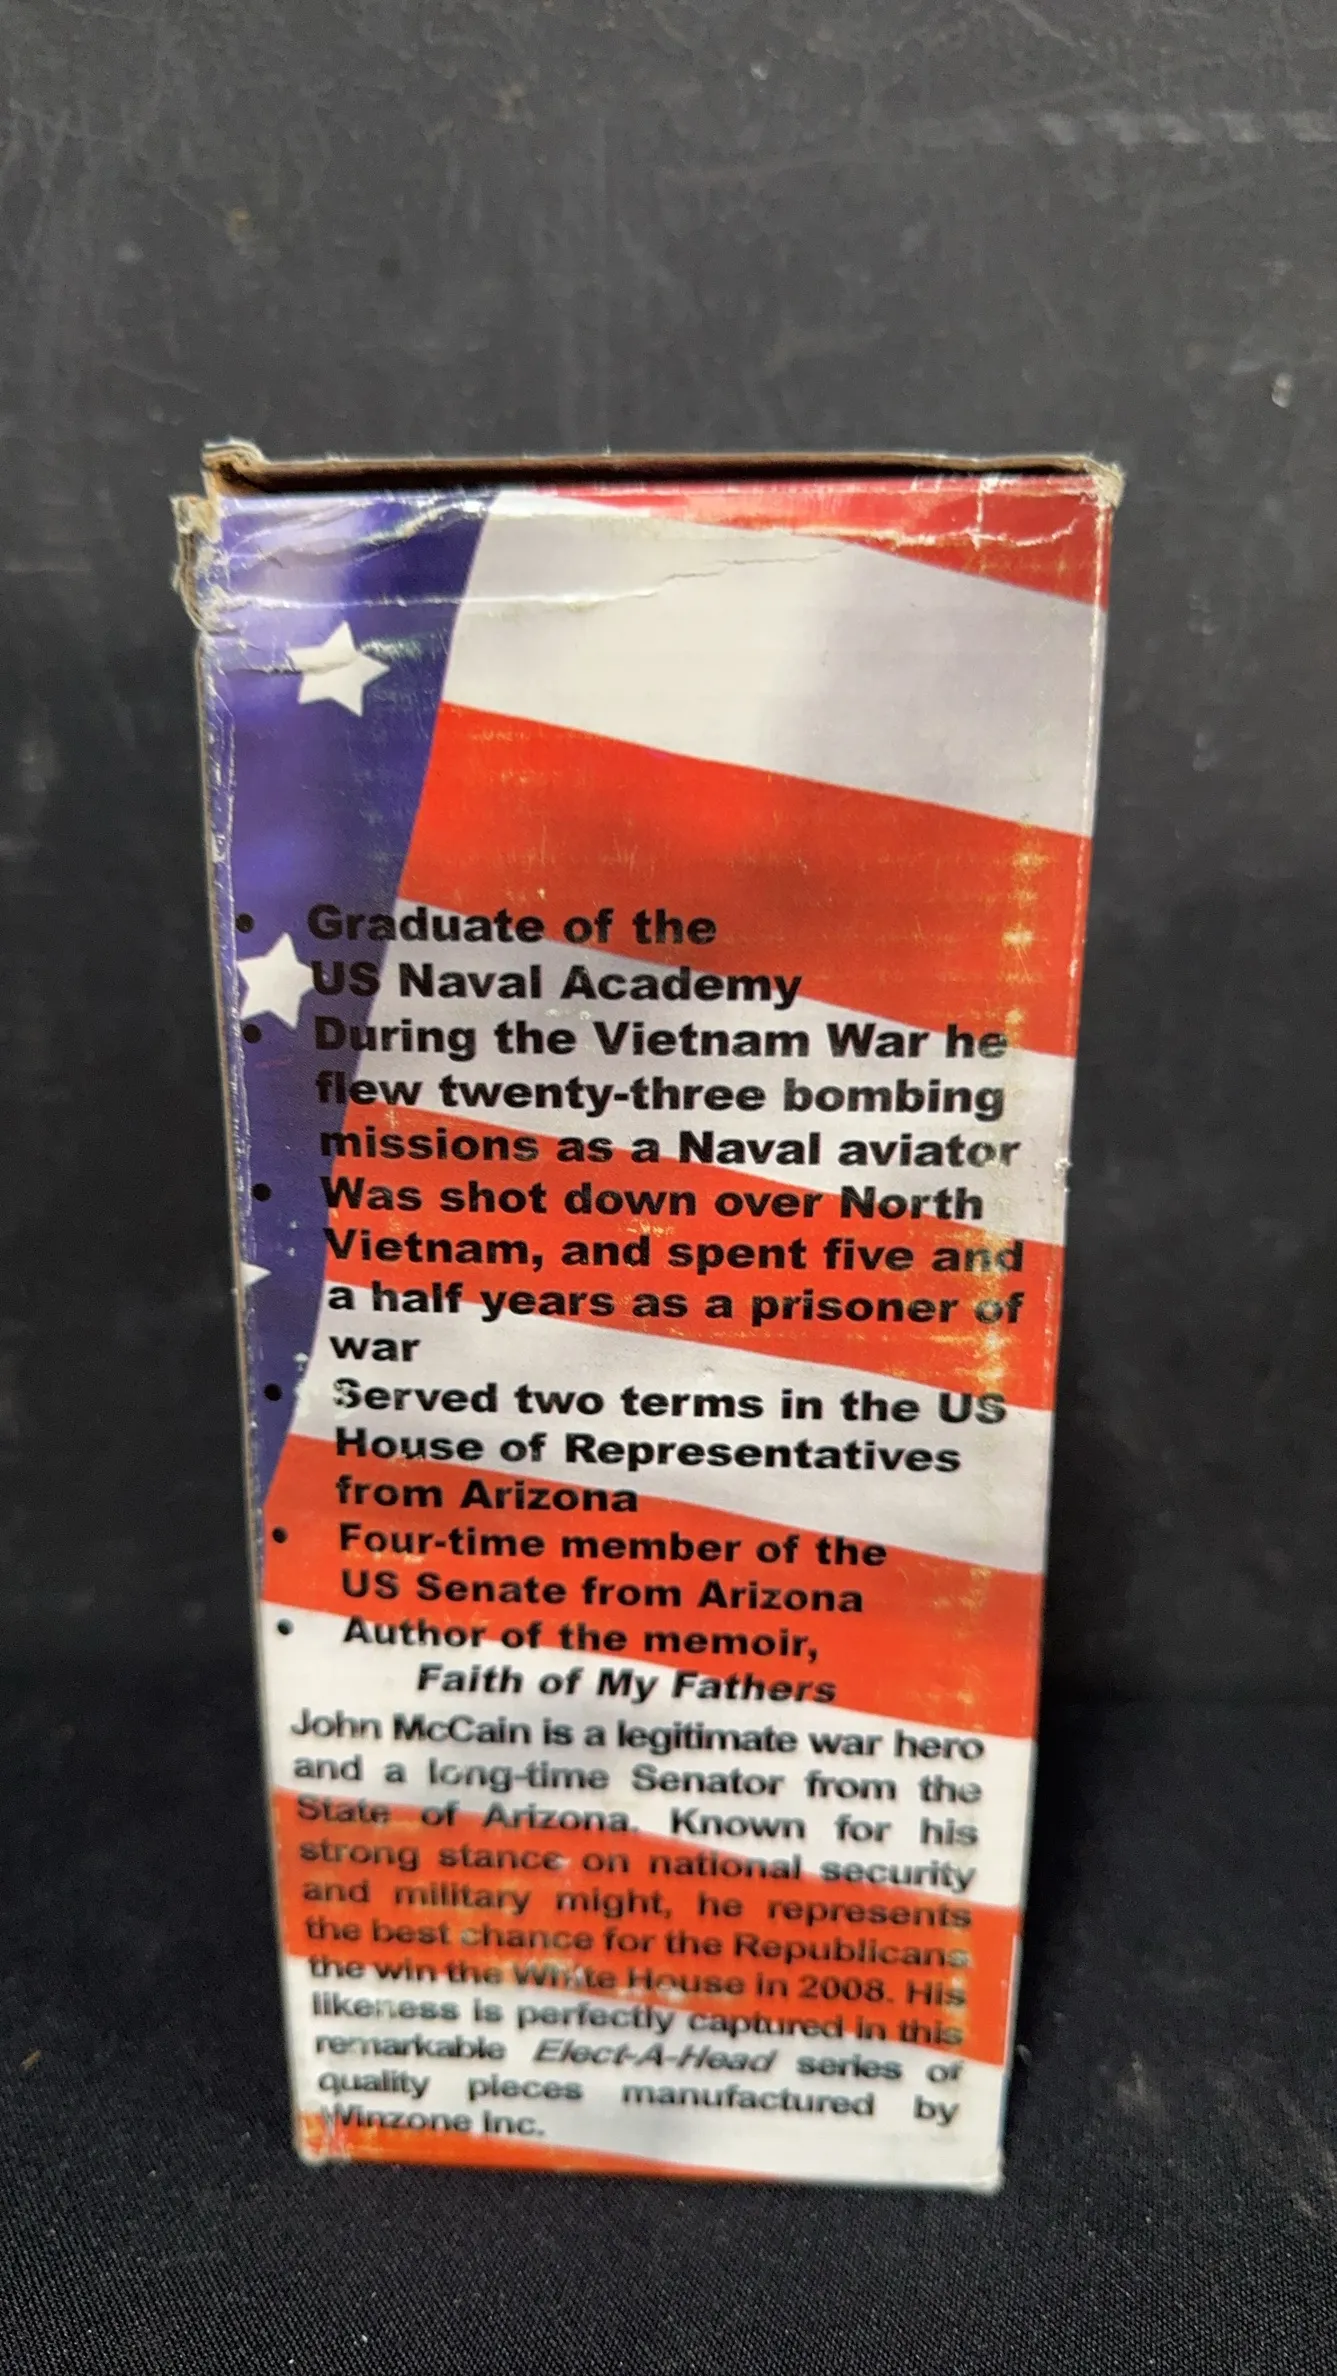 • Graduate of the
US Naval Academy
• During the Vietnam War he
flew twenty-three bombing
missions as a Naval aviator
• Was shot down over North
Vietnam, and spent five and
a half years as a prisoner of
war
• Served two terms in the US
House of Representatives
from Arizona
• Four-time member of the
US Senate from Arizona
• Author of the memoir,
Faith of My Fathers
John McCain is a legitimate war hero
and a long-time Senator from the
State of Arizona. Known for his
strong stance on national security
and military might, he represents
the best chance for the Republicans
the win the White House in 2008. His
likeness is perfectly captured in this
remarkable Elect-A-Head series of
quality pieces manufactured by
Winzone Inc.